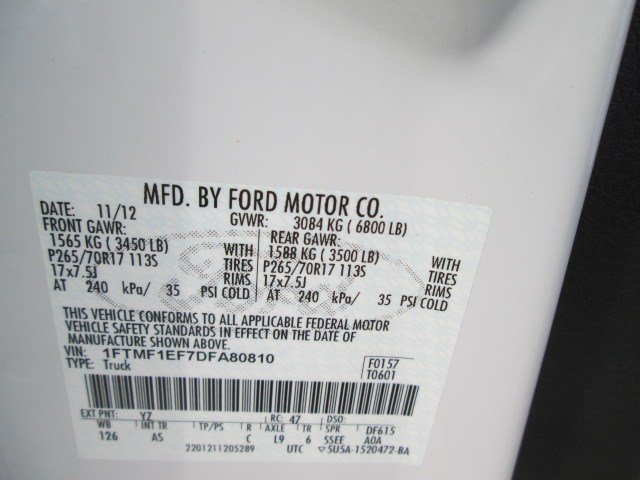 MFD. BY FORD MOTOR CO.
DATE: 11/12 GVWR: 3084 KG ( 6800 LB)
FRONT GAWR: REAR GAWR:
1565 KG ( 3450 LB) WITH 1588 KG ( 3500 LB) WITH
P265/70R17 113S TIRES P265/70R17 113S TIRES
17x7.5J RIMS 17x7.5J RIMS
AT 240 kPa/ 35 PSI COLD AT 240 kPa/ 35 PSI COLD
THIS VEHICLE CONFORMS TO ALL APPLICABLE FEDERAL MOTOR
VEHICLE SAFETY STANDARDS IN EFFECT ON THE DATE OF
MANUFACTURE SHOWN ABOVE.
VIN: 1FTMF1EF7DFA80810 F0157
TYPE: Truck T0601
EXT PNT: YZ RC: 47 DSO:
WB INT TR TP/PS R AXLE TR SPR DF615
126 AS C L9 6 SSEE AOA
2201211205289 UTC ▽5U5A-1520472-BA